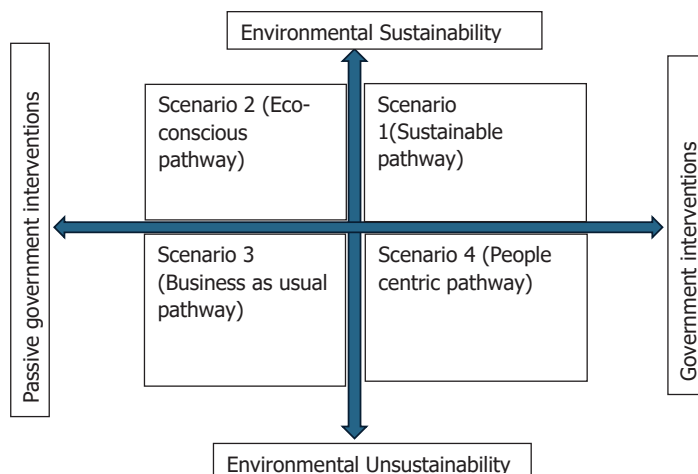 Environmental Sustainability
Passive government interventions
Scenario 2 (Eco-
conscious
pathway)
Scenario
1(Sustainable
pathway)
Government interventions
Scenario 3
(Business as usual
pathway)
Scenario 4 (People
centric pathway)
Environmental Unsustainability